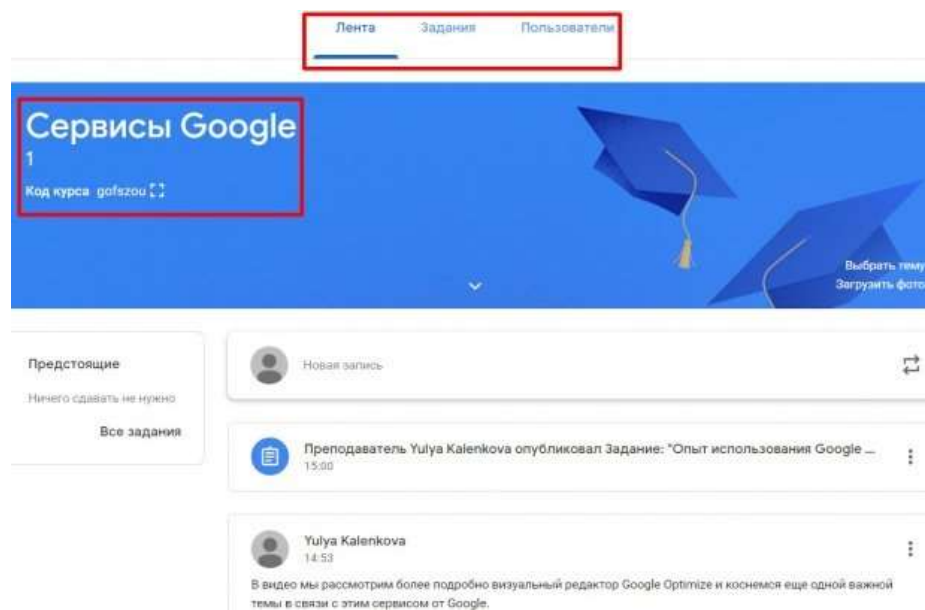 Лента Задания Пользователи
Сервисы Google
1
Код курса gofszou
Выбрать тему
Загрузить фото
Предстоящие
Ничего сдавать не нужно
Все задания
Новая запись
Преподаватель Yulya Kalenkova опубликовал Задание: "Опыт использования Google ...
15:00
Yulya Kalenkova
14:53
В видео мы рассмотрим более подробно визуальный редактор Google Optimize и коснемся еще одной важной
темы в связи с этим сервисом от Google.